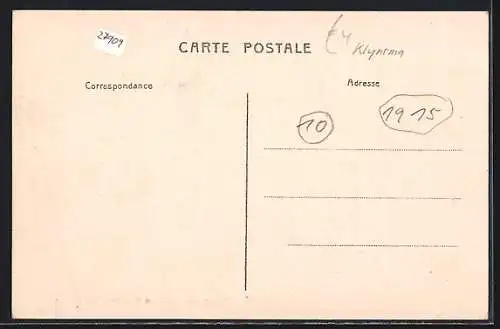 27909
CARTE POSTALE
Correspondance
Adresse
10
1915